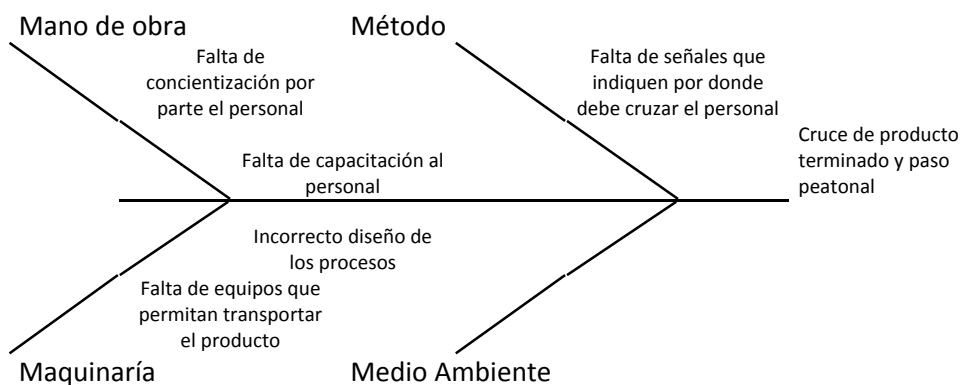 Mano de obra
Método
Falta de
concientización por
parte el personal
Falta de señales que
indiquen por donde
debe cruzar el personal
Cruce de producto
terminado y paso
peatonal
Falta de capacitación al
personal
Incorrecto diseño de
los procesos
Falta de equipos que
permitan transportar
el producto
Maquinaría
Medio Ambiente